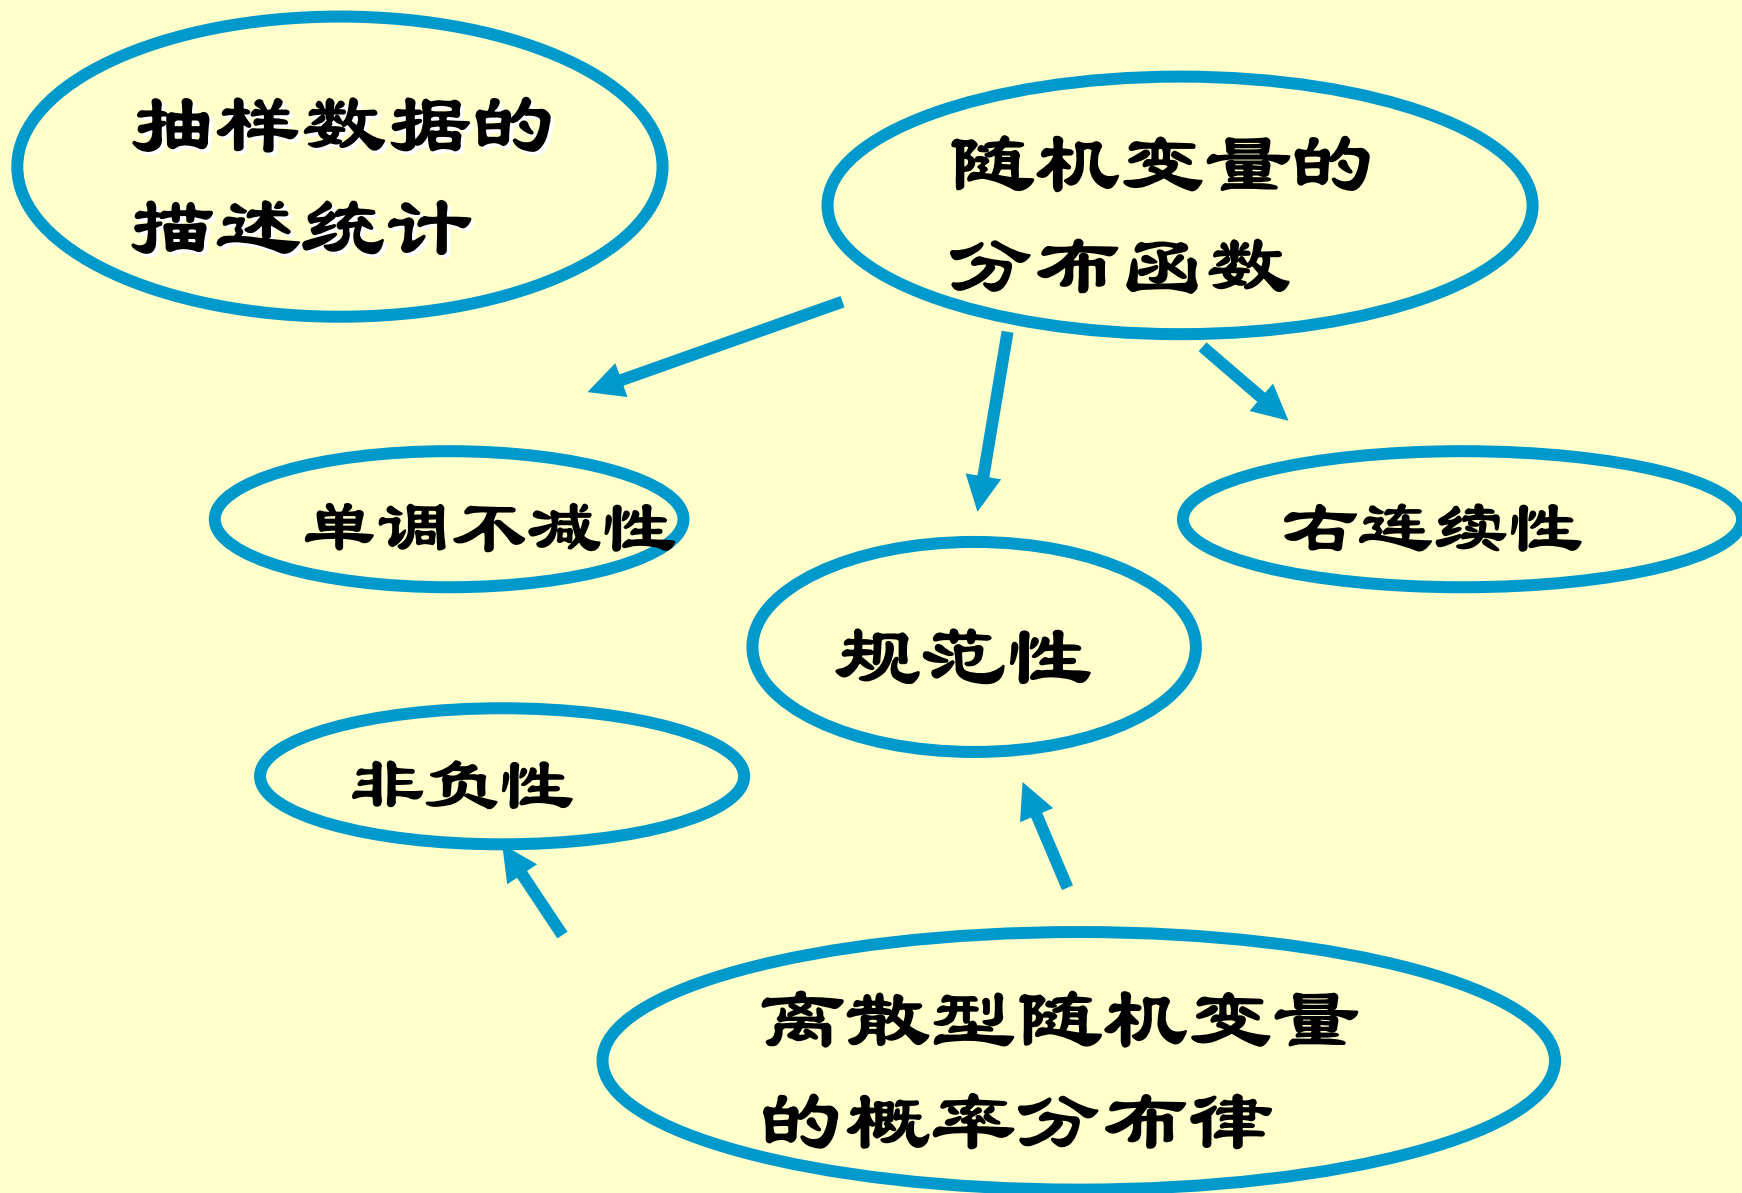 抽样数据的
描述统计
随机变量的
分布函数
单调不减性
右连续性
规范性
非负性
离散型随机变量
的概率分布律